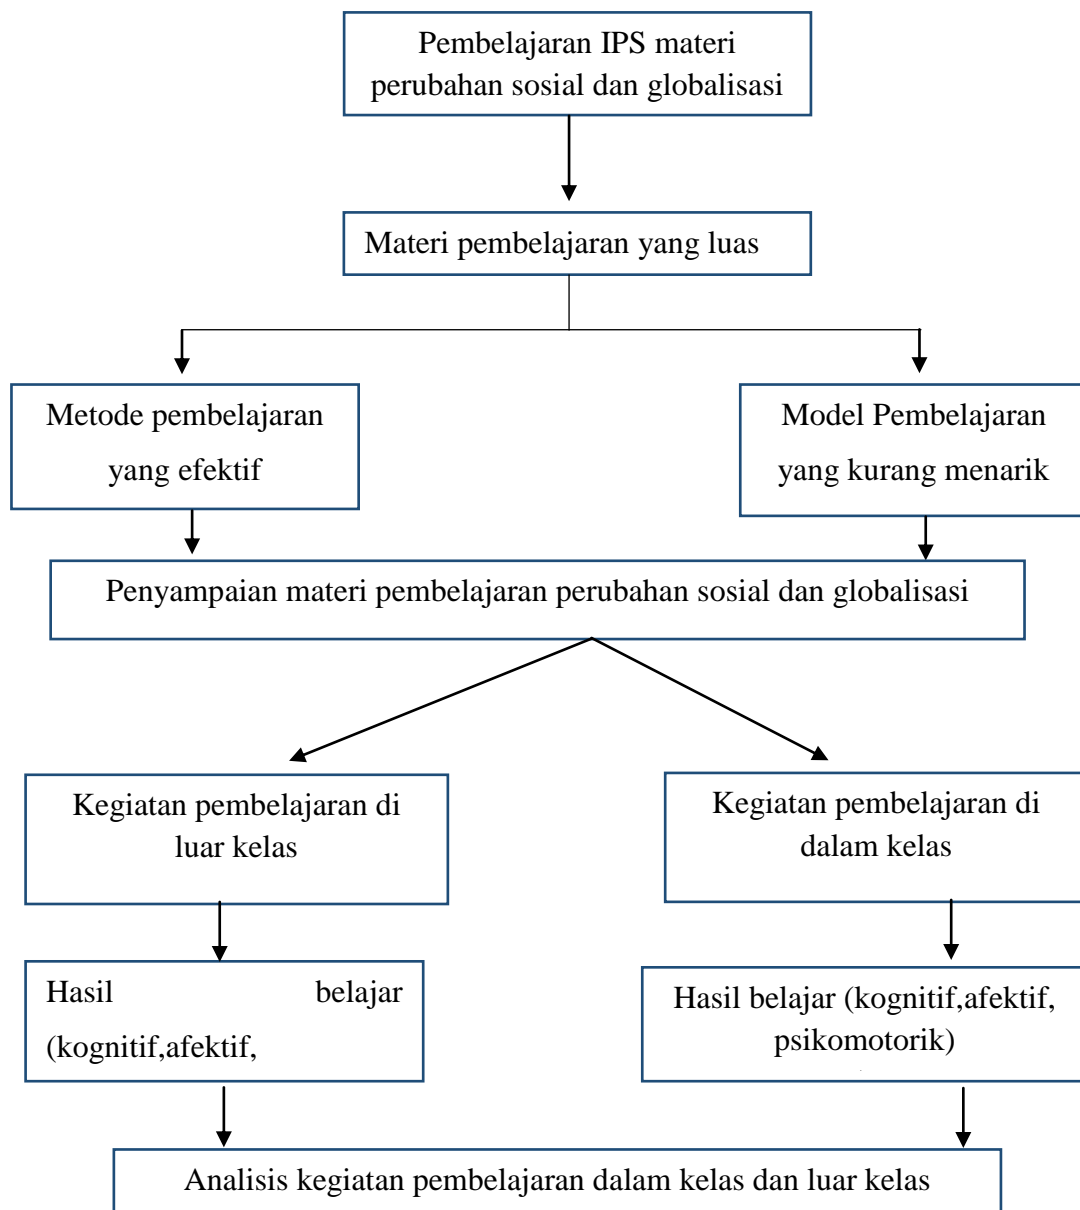 Pembelajaran IPS materi
perubahan sosial dan globalisasi
Materi pembelajaran yang luas
Metode pembelajaran
yang efektif
Model Pembelajaran
yang kurang menarik
Penyampaian materi pembelajaran perubahan sosial dan globalisasi
Kegiatan pembelajaran di
luar kelas
Kegiatan pembelajaran di
dalam kelas
Hasil belajar
(kognitif,afektif,
Hasil belajar (kognitif,afektif,
psikomotorik)
Analisis kegiatan pembelajaran dalam kelas dan luar kelas